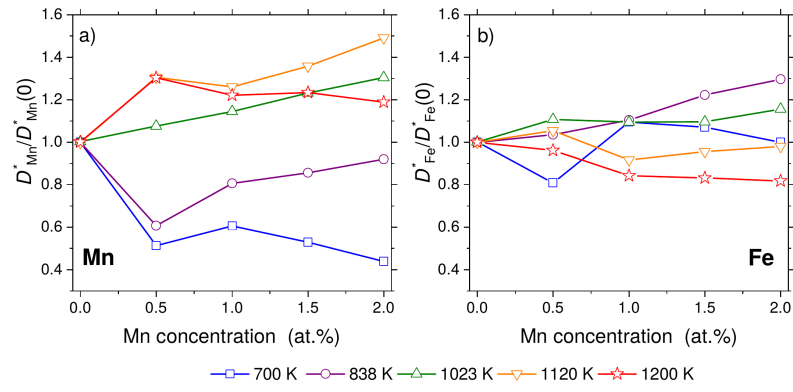 a)
1.6
1.4
1.2
1.0
0.8
0.6
0.4
D*Mn/D*Mn(0)
Mn
0.0 0.5 1.0 1.5 2.0
Mn concentration (at.%)
b)
1.6
1.4
1.2
1.0
0.8
0.6
0.4
D*Fe/D*Fe(0)
Fe
0.0 0.5 1.0 1.5 2.0
Mn concentration (at.%)
700 K 838 K 1023 K 1120 K 1200 K